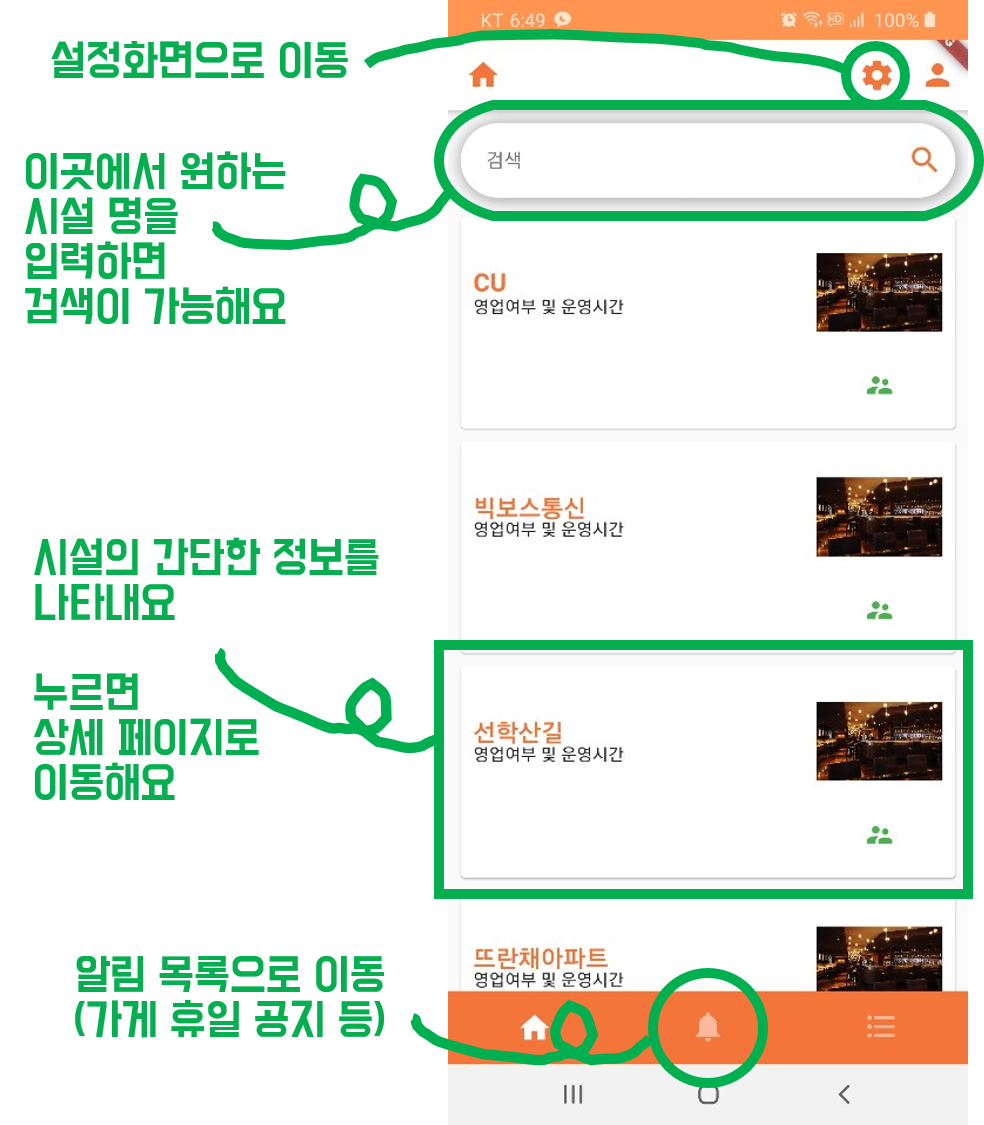 KT 6:49
HD
100%
설정화면으로 이동
이곳에서 원하는
시설 명을
입력하면
검색이 가능해요
검색
CU
영업여부 및 운영시간
빅보스통신
영업여부 및 운영시간
시설의 간단한 정보를
나타내요
누르면
상세 페이지로
이동해요
선학산길
영업여부 및 운영시간
뜨란채아파트
영업여부 및 운영시간
알림 목록으로 이동
(가게 휴일 공지 등)